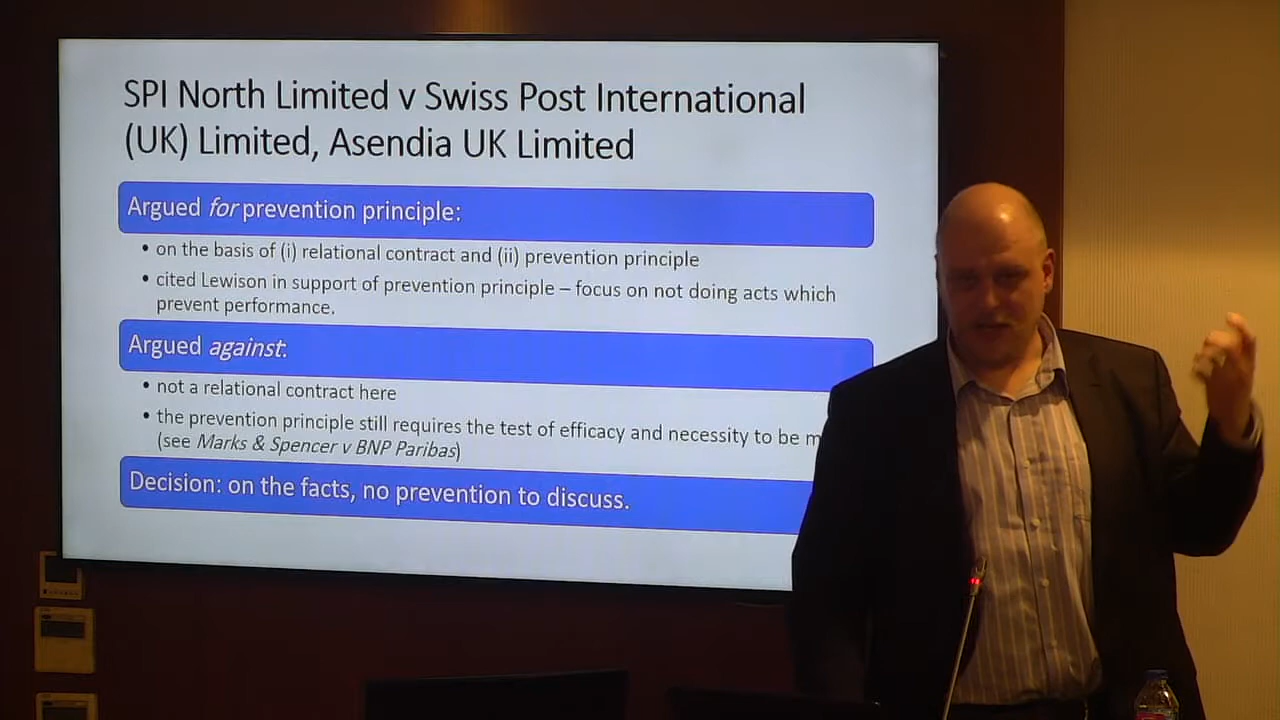 SPI North Limited v Swiss Post International
(UK) Limited, Asendia UK Limited
Argued for prevention principle:
• on the basis of (i) relational contract and (ii) prevention principle
• cited Lewison in support of prevention principle – focus on not doing acts which
prevent performance.
Argued against:
• not a relational contract here
• the prevention principle still requires the test of efficacy and necessity to be
(see Marks & Spencer v BNP Paribas)
Decision: on the facts, no prevention to discuss.